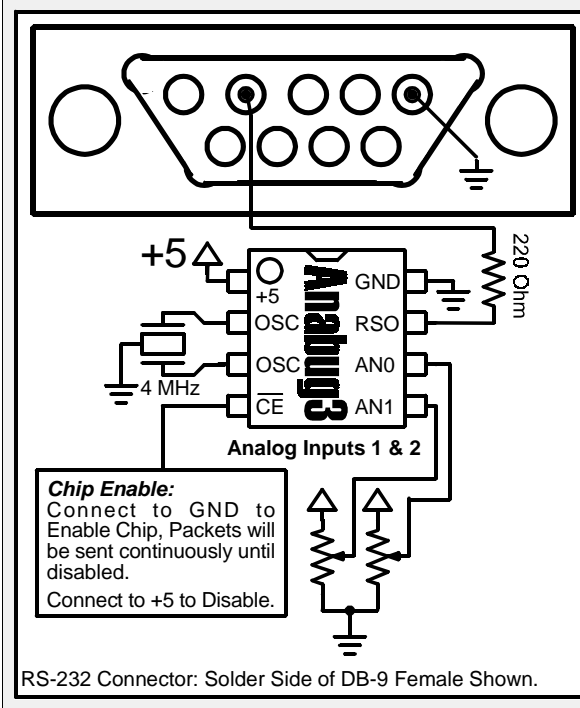 220 Ohm
+5
+5
GND
OSC
RSO
OSC
AN0
4 MHz
CE
AN1
Anabug3
Analog Inputs 1 & 2
Chip Enable:
Connect to GND to
Enable Chip, Packets will
be sent continuously until
disabled.
Connect to +5 to Disable.
RS-232 Connector: Solder Side of DB-9 Female Shown.